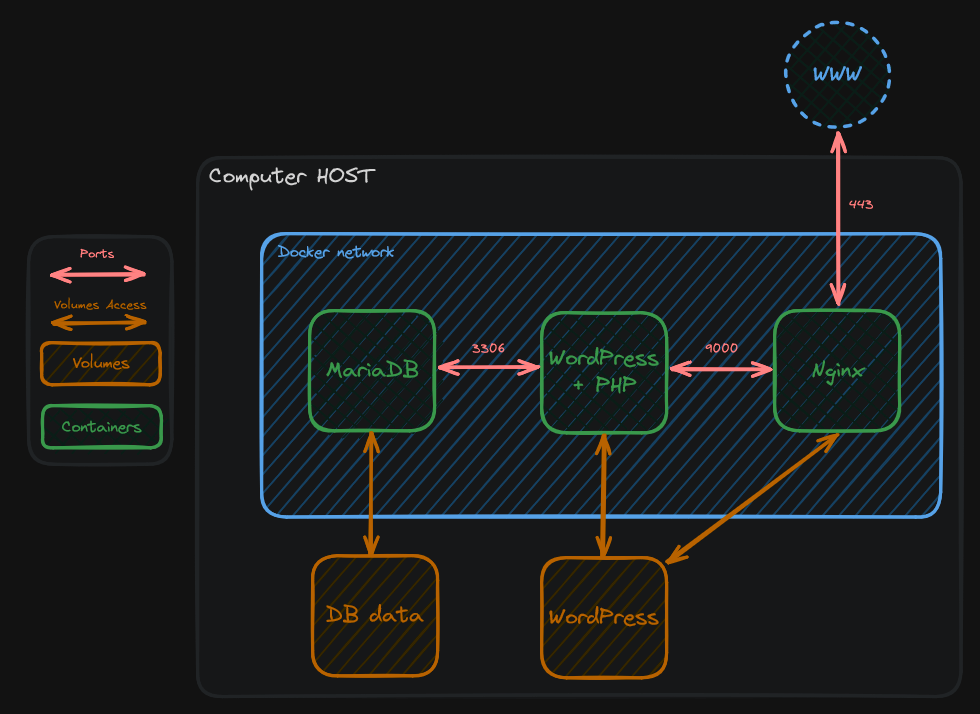 WWW
443
Computer HOST
Docker network
Ports
Volumes Access
Volumes
Containers
MariaDB
3306
WordPress
+ PHP
9000
Nginx
DB data
WordPress